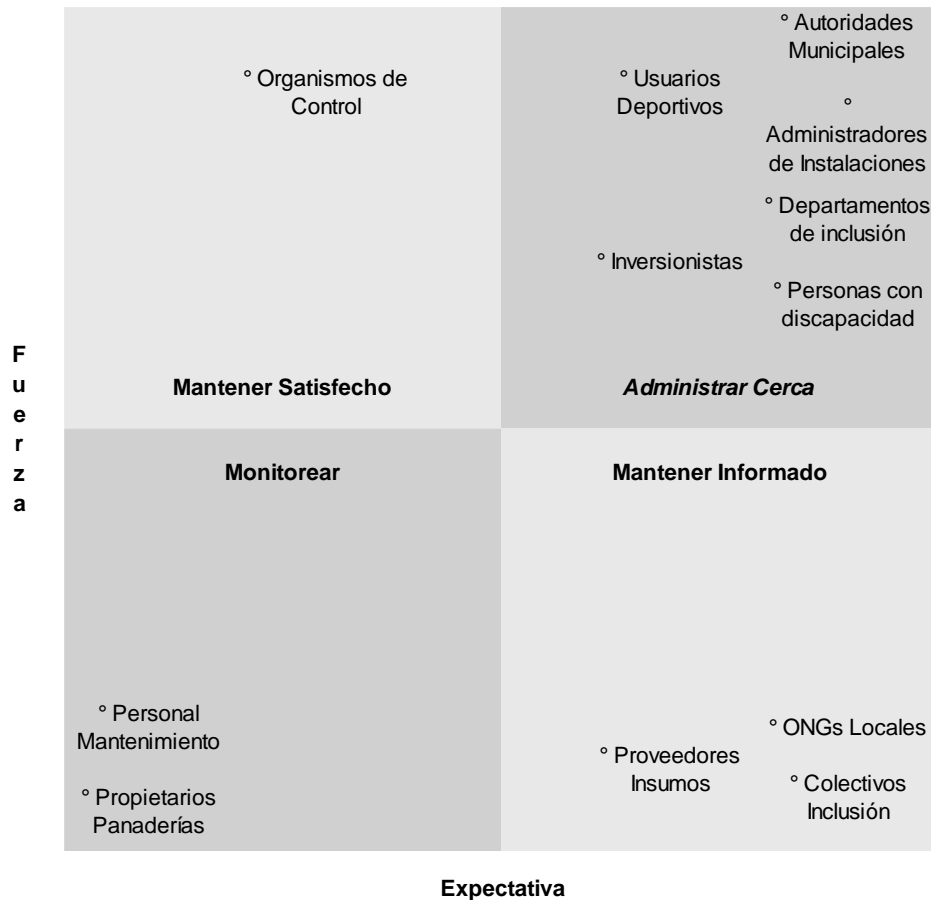 ° Organismos de
Control
° Usuarios
Deportivos
° Autoridades
Municipales
°
Administradores
de Instalaciones
° Departamentos
de inclusión
° Inversionistas
° Personas con
discapacidad
Mantener Satisfecho
Administrar Cerca
F
u
e
r
z
a
Monitorear
Mantener Informado
° Personal
Mantenimiento
° Propietarios
Panaderías
° Proveedores
Insumos
° ONGs Locales
° Colectivos
Inclusión
Expectativa